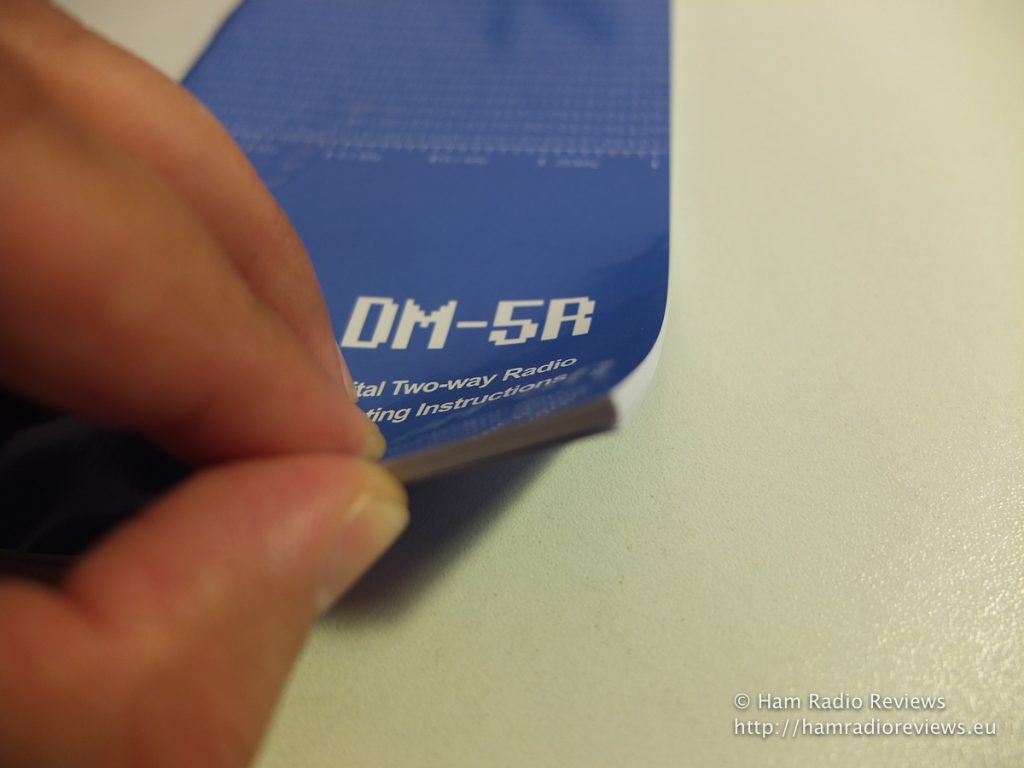 DM-5R
ital Two-way Radio
ting Instructions
© Ham Radio Reviews
http://hamradioreviews.eu